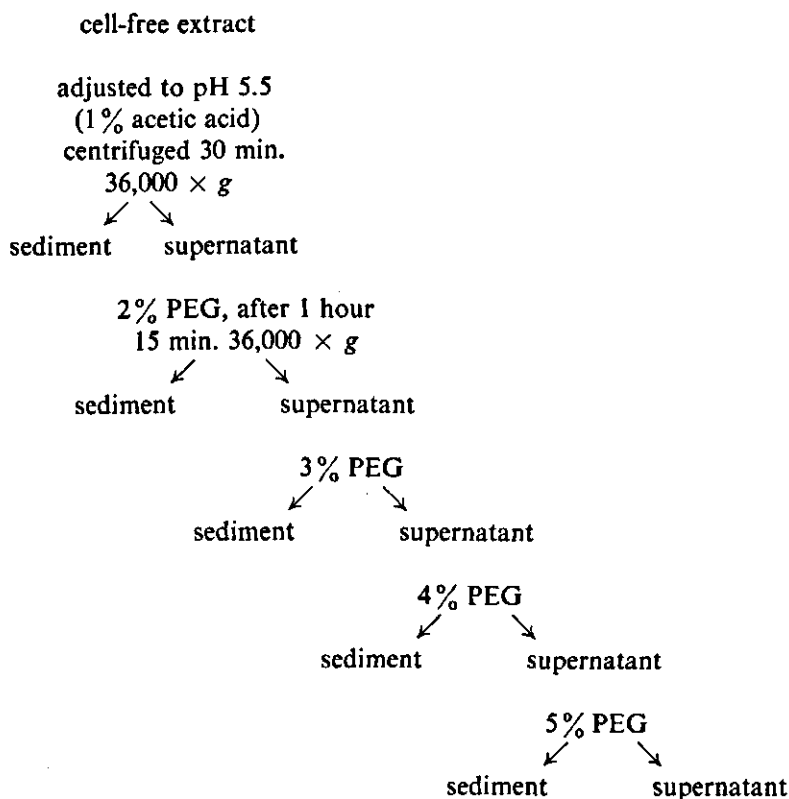 cell-free extract
adjusted to pH 5.5
(1% acetic acid)
centrifuged 30 min.
36,000 × g
sediment supernatant
2% PEG, after 1 hour
15 min. 36,000 × g
sediment supernatant
3% PEG
sediment supernatant
4% PEG
sediment supernatant
5% PEG
sediment supernatant